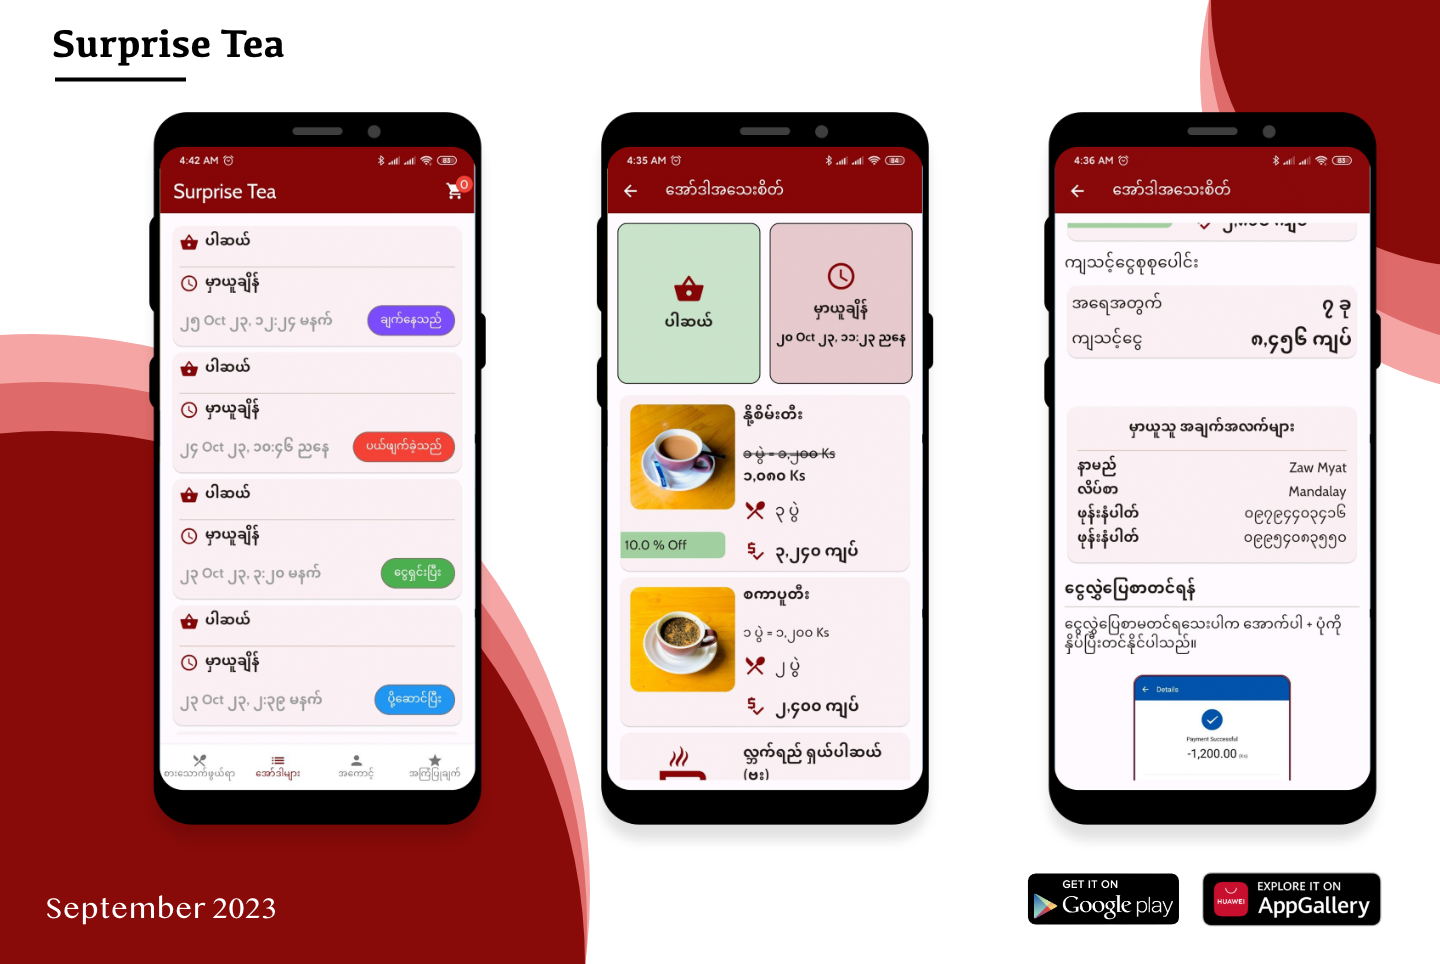 Surprise Tea
4:42 AM
83
Surprise Tea
0
ပါဆယ်
မှာယူချိန်
၂၅ Oct ၂၃, ၁၂:၂၄ မနက်
ချက်နေသည်
ပါဆယ်
မှာယူချိန်
၂၄ Oct ၂၃, ၁၀:၄၆ ညနေ
ပယ်ဖျက်ခဲ့သည်
ပါဆယ်
မှာယူချိန်
၂၃ Oct ၂၃, ၃:၂၀ မနက်
ငွေရှင်းပြီး
ပါဆယ်
မှာယူချိန်
၂၃ Oct ၂၃, ၂:၃၉ မနက်
ပို့ဆောင်ပြီး
စားသောက်ဖွယ်ရာ
အော်ဒါများ
အကောင့်
အကြံပြုချက်
4:35 AM
84
အော်ဒါအသေးစိတ်
ပါဆယ်
မှာယူချိန်
၂၀ Oct ၂၃, ၁၁:၂၃ ညနေ
နို့စိမ်းတီး
၁ ပွဲ = ၁,၂၀၀ Ks
၁,၀၈၀ Ks
၃ ပွဲ
10.0 % Off
၃,၂၄၀ ကျပ်
စကာပူတီး
၁ ပွဲ = ၁,၂၀၀ Ks
၂ ပွဲ
၂,၄၀၀ ကျပ်
လ္ဘက်ရည် ရှယ်ပါဆယ်
(ဗူး)
4:36 AM
83
အော်ဒါအသေးစိတ်
ကျသင့်ငွေစုစုပေါင်း
အရေအတွက်
၇ ခု
ကျသင့်ငွေ
၈,၄၅၆ ကျပ်
မှာယူသူ အချက်အလက်များ
နာမည်
Zaw Myat
လိပ်စာ
Mandalay
ဖုန်းနံပါတ်
၀၉၇၉၄၄၀၃၄၁၆
ဖုန်းနံပါတ်
၀၉၉၅၄၀၈၃၅၅၀
ငွေလွှဲပြေစာတင်ရန်
ငွေလွှဲပြေစာမတင်ရသေးပါက အောက်ပါ + ပုံကို
နှိပ်ပြီးတင်နိုင်ပါသည်။
Details
Payment Successful
-1,200.00 (Ks)
September 2023
GET IT ON
Google play
HUAWEI
EXPLORE IT ON
AppGallery